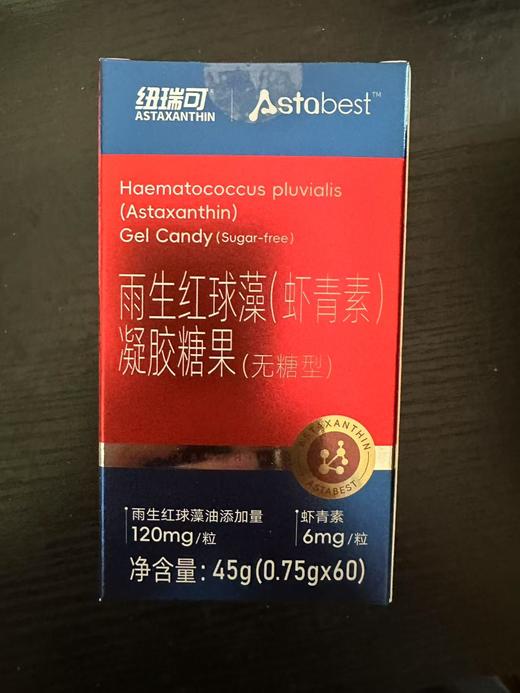 纽瑞可®
ASTAXANTHIN
Astabest™
Haematococcus pluvialis
(Astaxanthin)
Gel Candy (Sugar-free)
雨生红球藻(虾青素)
凝胶糖果(无糖型)
ASTAXANTHIN
ASTABEST
雨生红球藻油添加量
120mg/粒
虾青素
6mg/粒
净含量: 45g(0.75gx60)